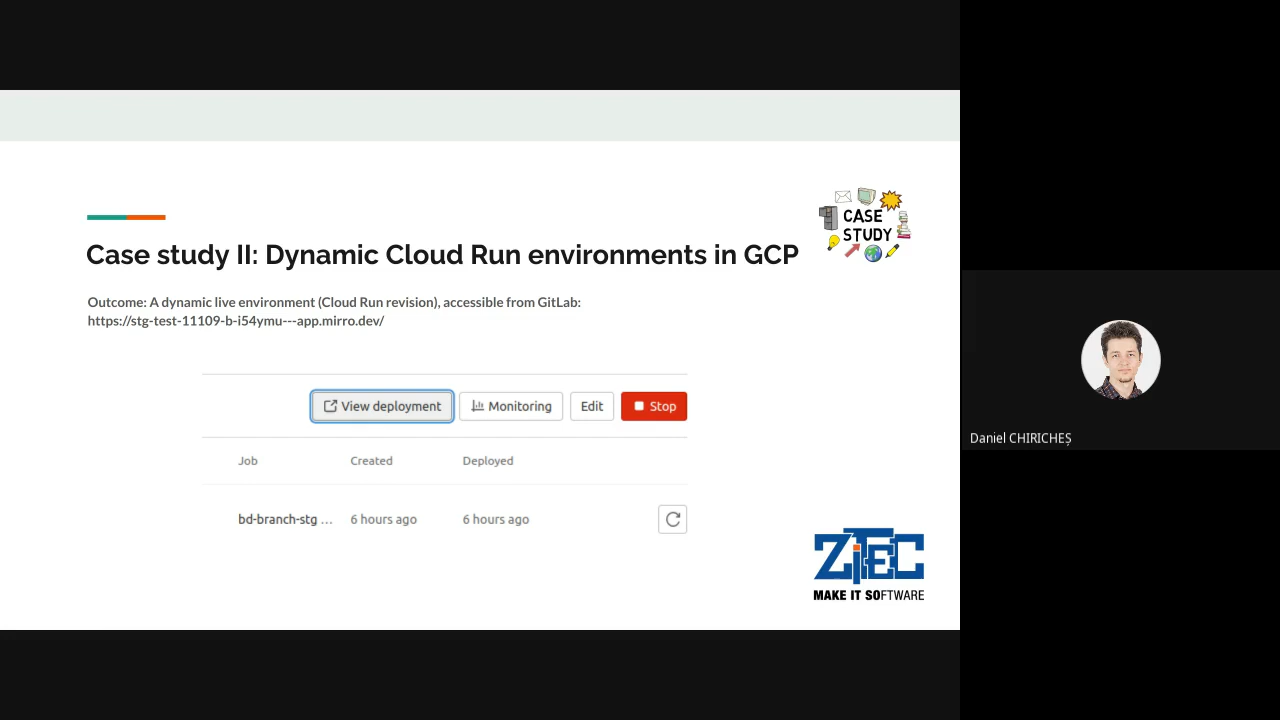 CASE
STUDY
Case study II: Dynamic Cloud Run environments in GCP
Outcome: A dynamic live environment (Cloud Run revision), accessible from GitLab:
https://stg-test-11109-b-i54ymu---app.mirro.dev/
View deployment Monitoring Edit Stop
Job Created Deployed
bd-branch-stg ... 6 hours ago 6 hours ago
Daniel CHIRICHEȘ
ZiTEC
MAKE IT SOFTWARE